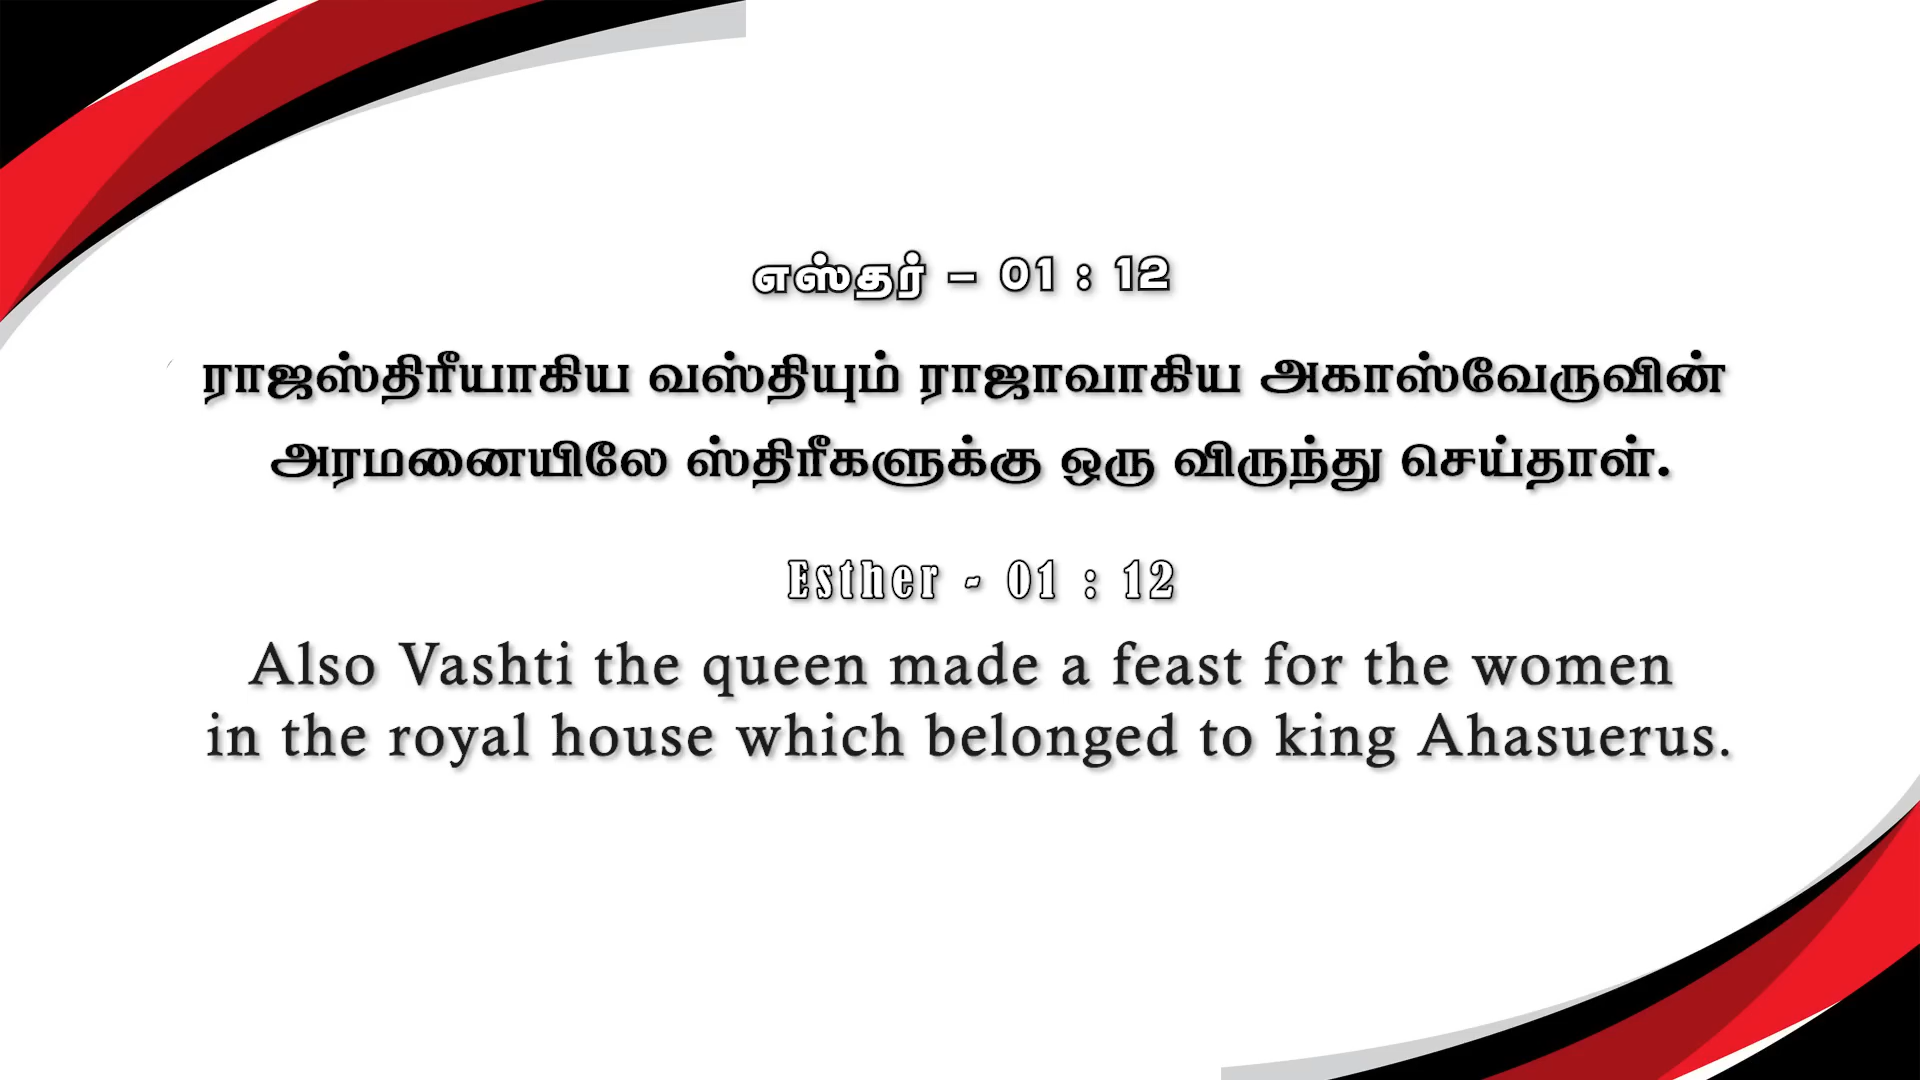 எஸ்தர் - 01 : 12
ராஜஸ்திரீயாகிய வஸ்தியும் ராஜாவாகிய அகாஸ்வேருவின்
அரமனையிலே ஸ்திரீகளுக்கு ஒரு விருந்து செய்தாள்.
Esther - 01 : 12
Also Vashti the queen made a feast for the women
in the royal house which belonged to king Ahasuerus.